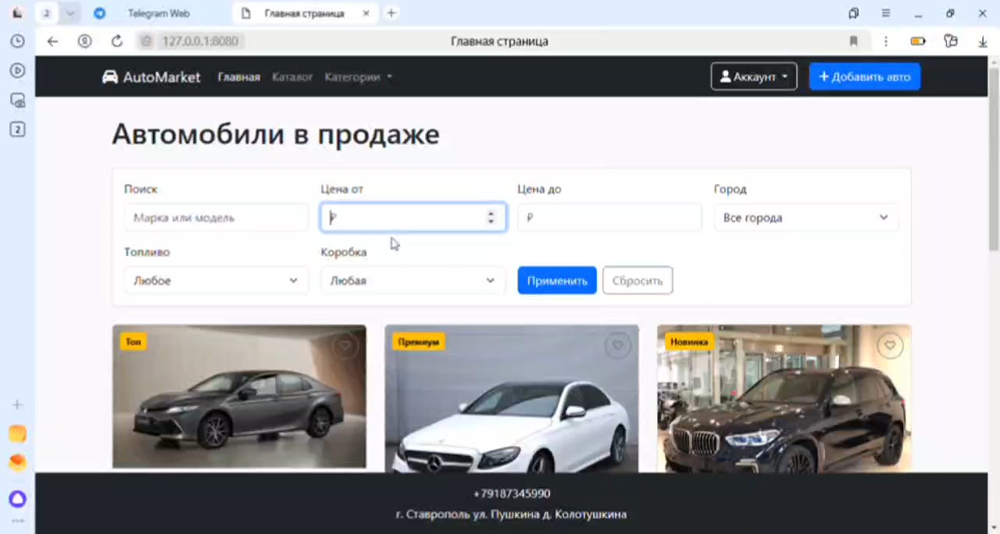 2 Telegram Web Главная страница
127.0.0.1:8080 Главная страница
AutoMarket Главная Каталог Категории Аккаунт + Добавить авто
2
Автомобили в продаже
Поиск Цена от Цена до Город
Марка или модель ₽ ₽ Все города
Топливо Коробка
Любое Любая Применить Сбросить
Топ Премиум Новинка
+79187345990
г. Ставрополь ул. Пушкина д. Колотушкина